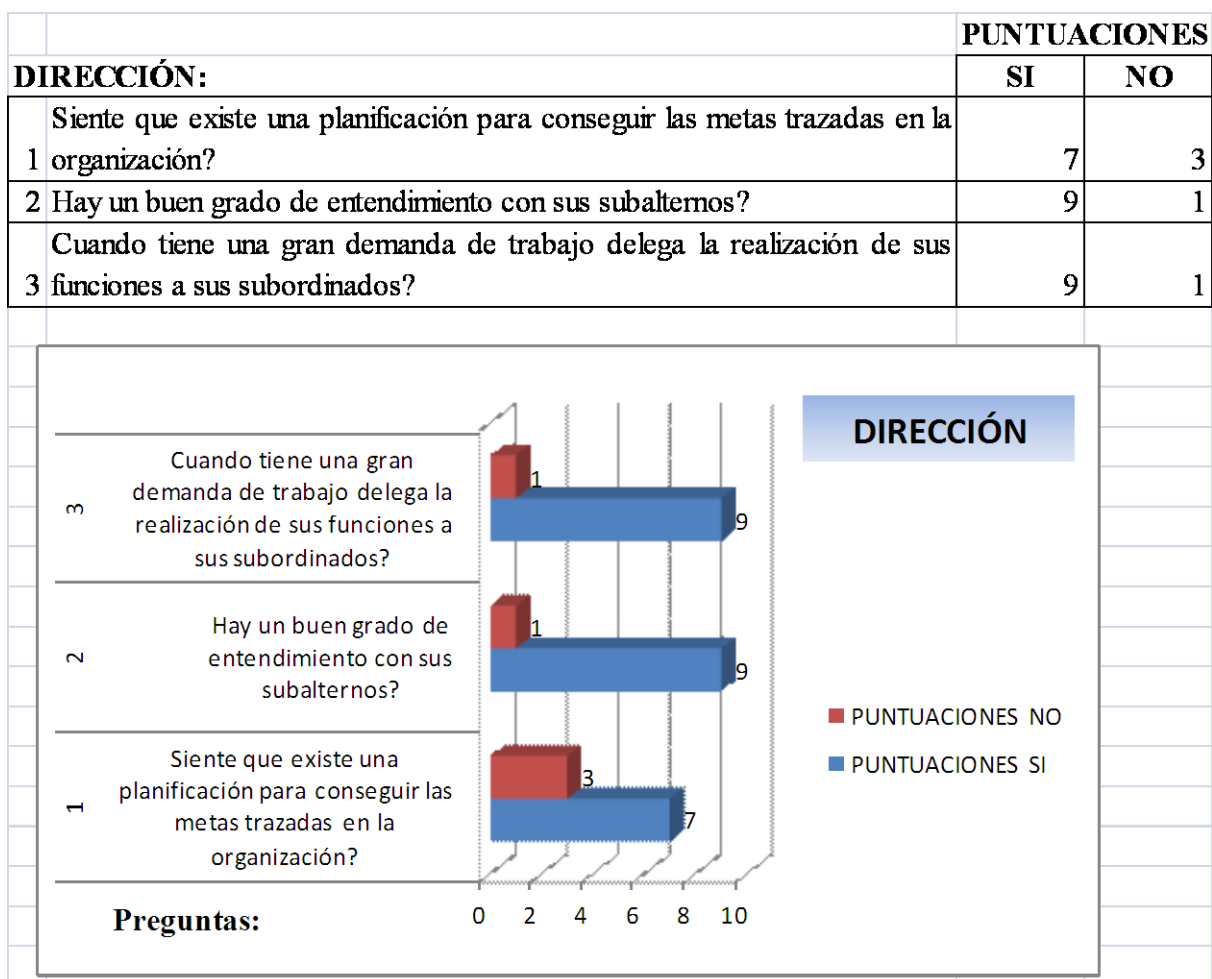 PUNTUACIONES
DIRECCIÓN: SI NO
Siente que existe una planificación para conseguir las metas trazadas en la
1 organización? 7 3
2 Hay un buen grado de entendimiento con sus subalternos? 9 1
Cuando tiene una gran demanda de trabajo delega la realización de sus
3 funciones a sus subordinados? 9 1
DIRECCIÓN
3
Cuando tiene una gran
demanda de trabajo delega la
realización de sus funciones a
sus subordinados?
1
9
2
Hay un buen grado de
entendimiento con sus
subalternos?
1
9
1
Siente que existe una
planificación para conseguir las
metas trazadas en la
organización?
3
7
PUNTUACIONES NO
PUNTUACIONES SI
0 2 4 6 8 10
Preguntas: